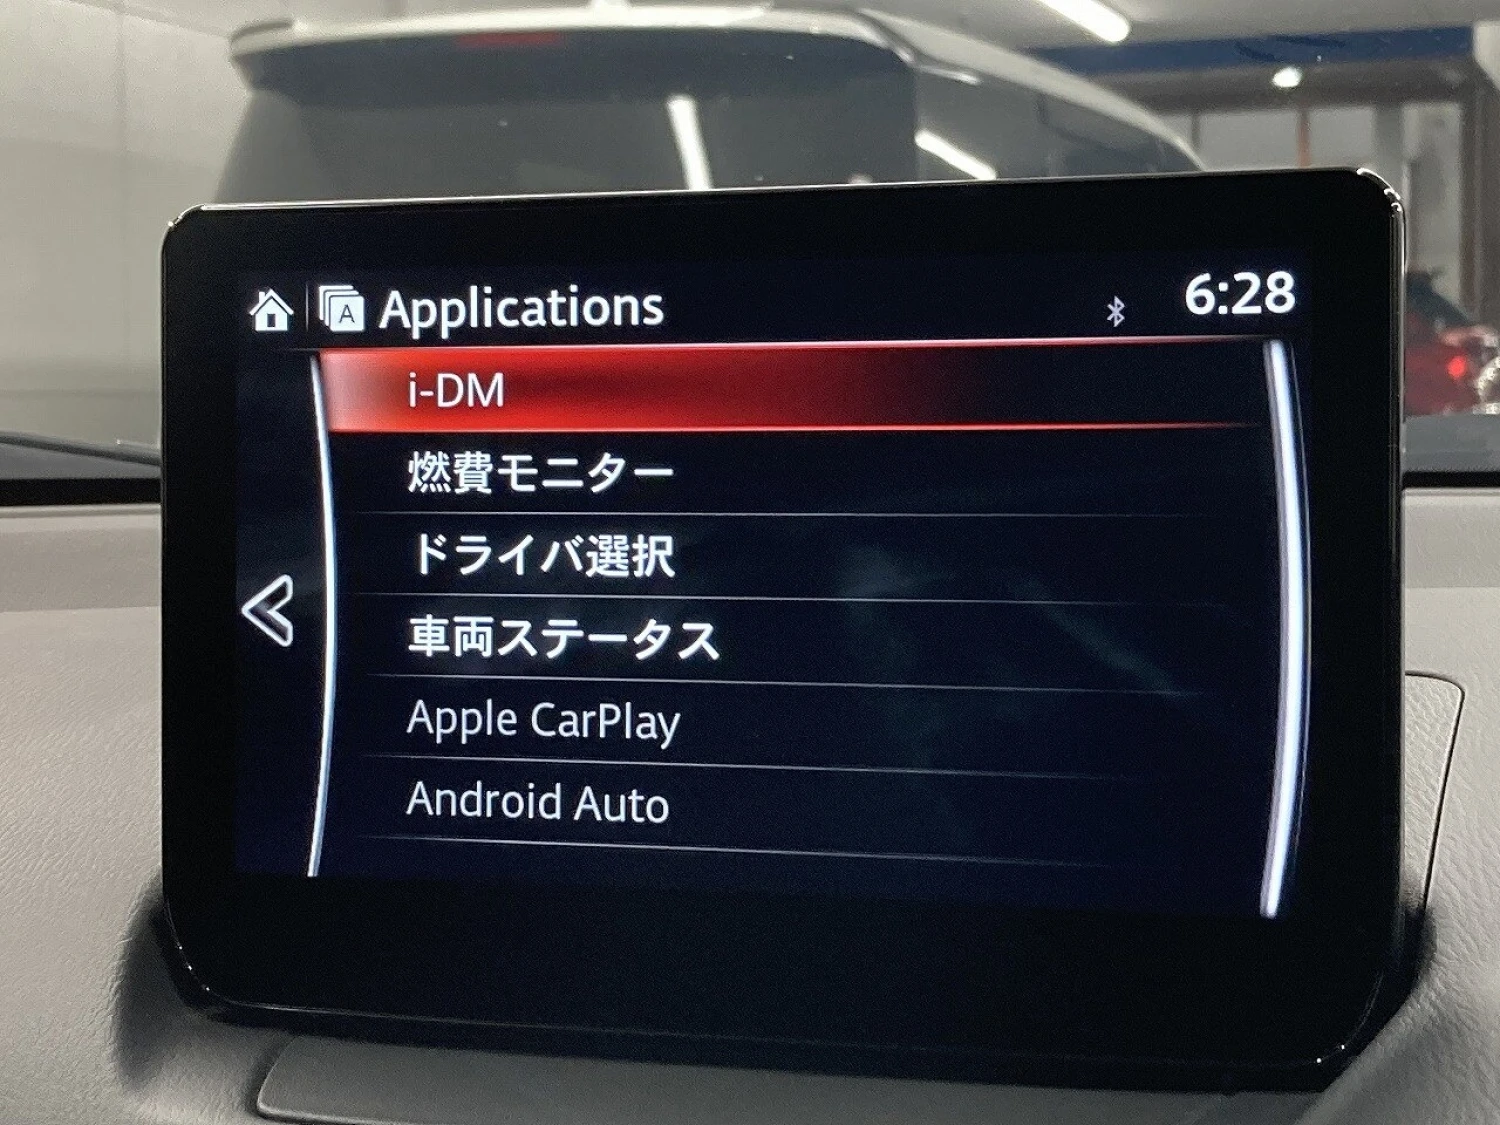 A Applications 6:28
i-DM
燃費モニター
ドライバ選択
車両ステータス
Apple CarPlay
Android Auto